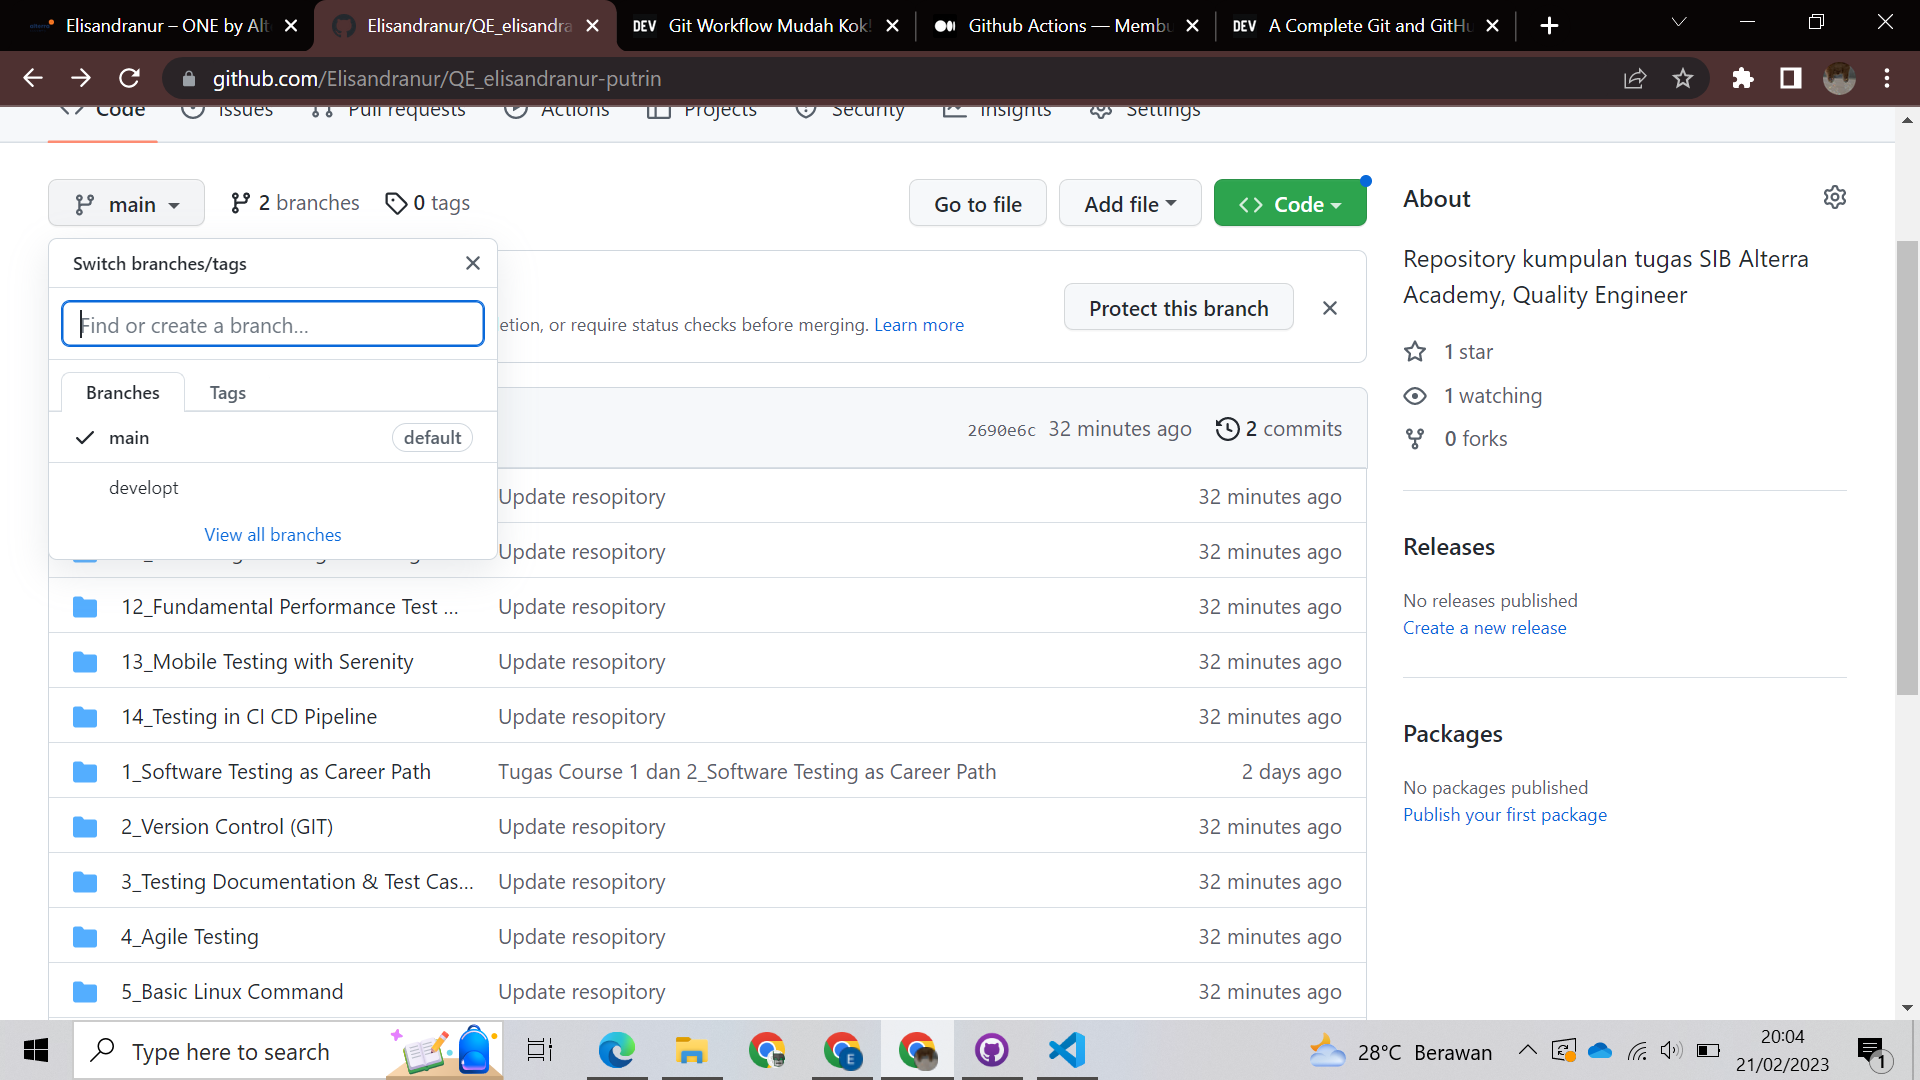 Elisandranur – ONE by Alt
Elisandranur/QE_elisandra
DEV Git Workflow Mudah Kok!
Github Actions — Membu
DEV A Complete Git and GitHu
github.com/Elisandranur/QE_elisandranur-putrin
Code
Issues
Pull requests
Actions
Projects
Security
Insights
Settings
main
2 branches
0 tags
Go to file
Add file
Code
Switch branches/tags
Find or create a branch...
Branches
Tags
main
default
developt
View all branches
etion, or require status checks before merging. Learn more
Protect this branch
2690e6c 32 minutes ago 2 commits
Update resopitory 32 minutes ago
Update resopitory 32 minutes ago
12_Fundamental Performance Test ... Update resopitory 32 minutes ago
13_Mobile Testing with Serenity Update resopitory 32 minutes ago
14_Testing in CI CD Pipeline Update resopitory 32 minutes ago
1_Software Testing as Career Path Tugas Course 1 dan 2_Software Testing as Career Path 2 days ago
2_Version Control (GIT) Update resopitory 32 minutes ago
3_Testing Documentation & Test Cas... Update resopitory 32 minutes ago
4_Agile Testing Update resopitory 32 minutes ago
5_Basic Linux Command Update resopitory 32 minutes ago
About
Repository kumpulan tugas SIB Alterra
Academy, Quality Engineer
1 star
1 watching
0 forks
Releases
No releases published
Create a new release
Packages
No packages published
Publish your first package
Type here to search
E
28°C Berawan
20:04
21/02/2023
1